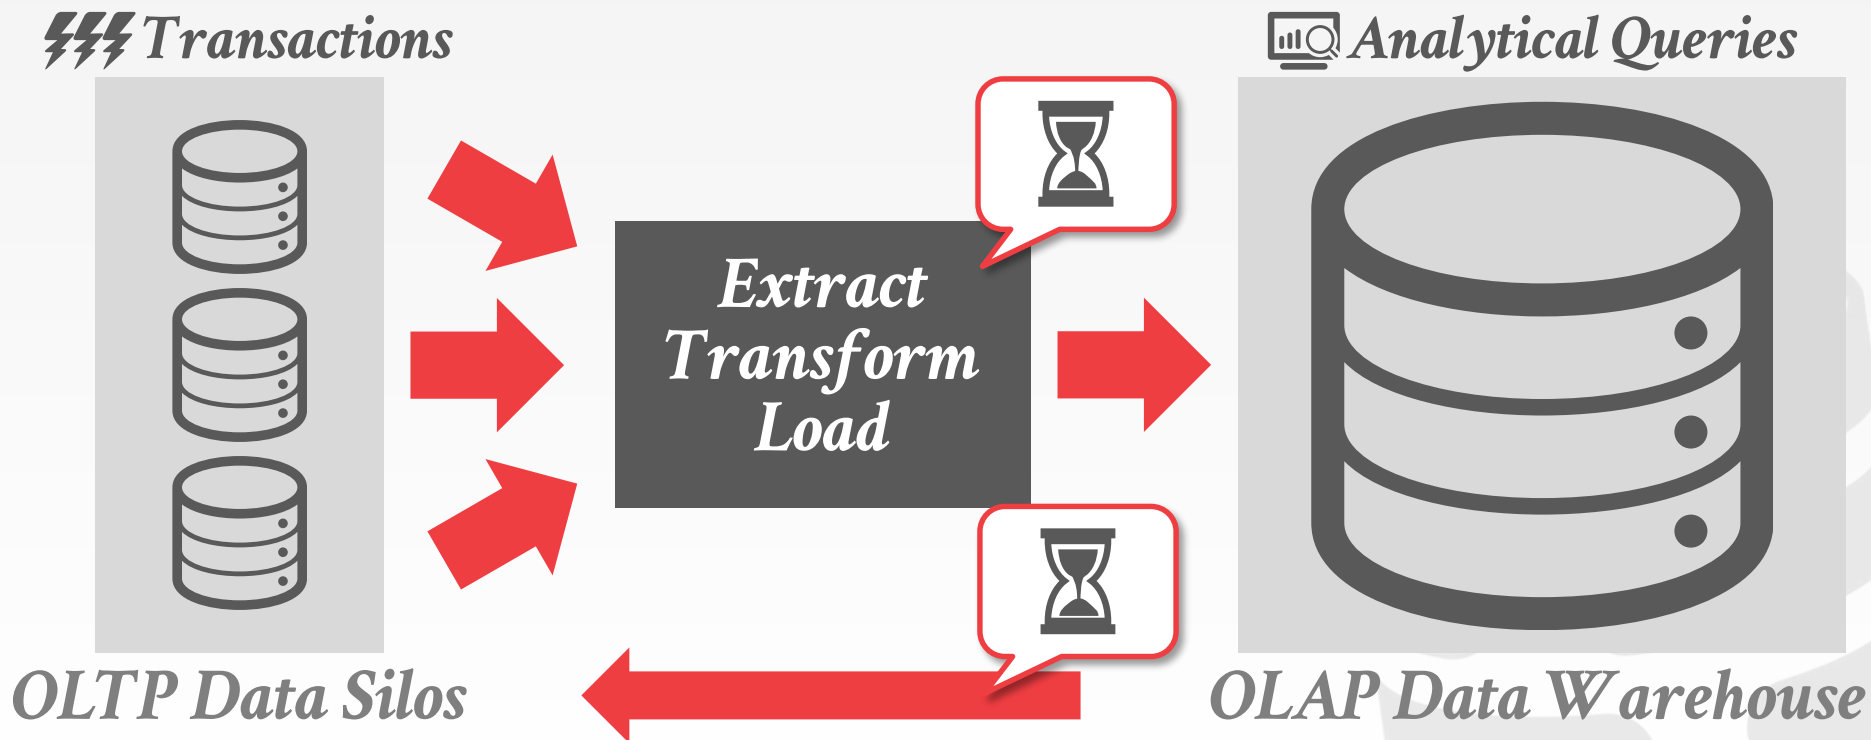 Transactions
Analytical Queries
Extract
Transform
Load
OLTP Data Silos
OLAP Data Warehouse